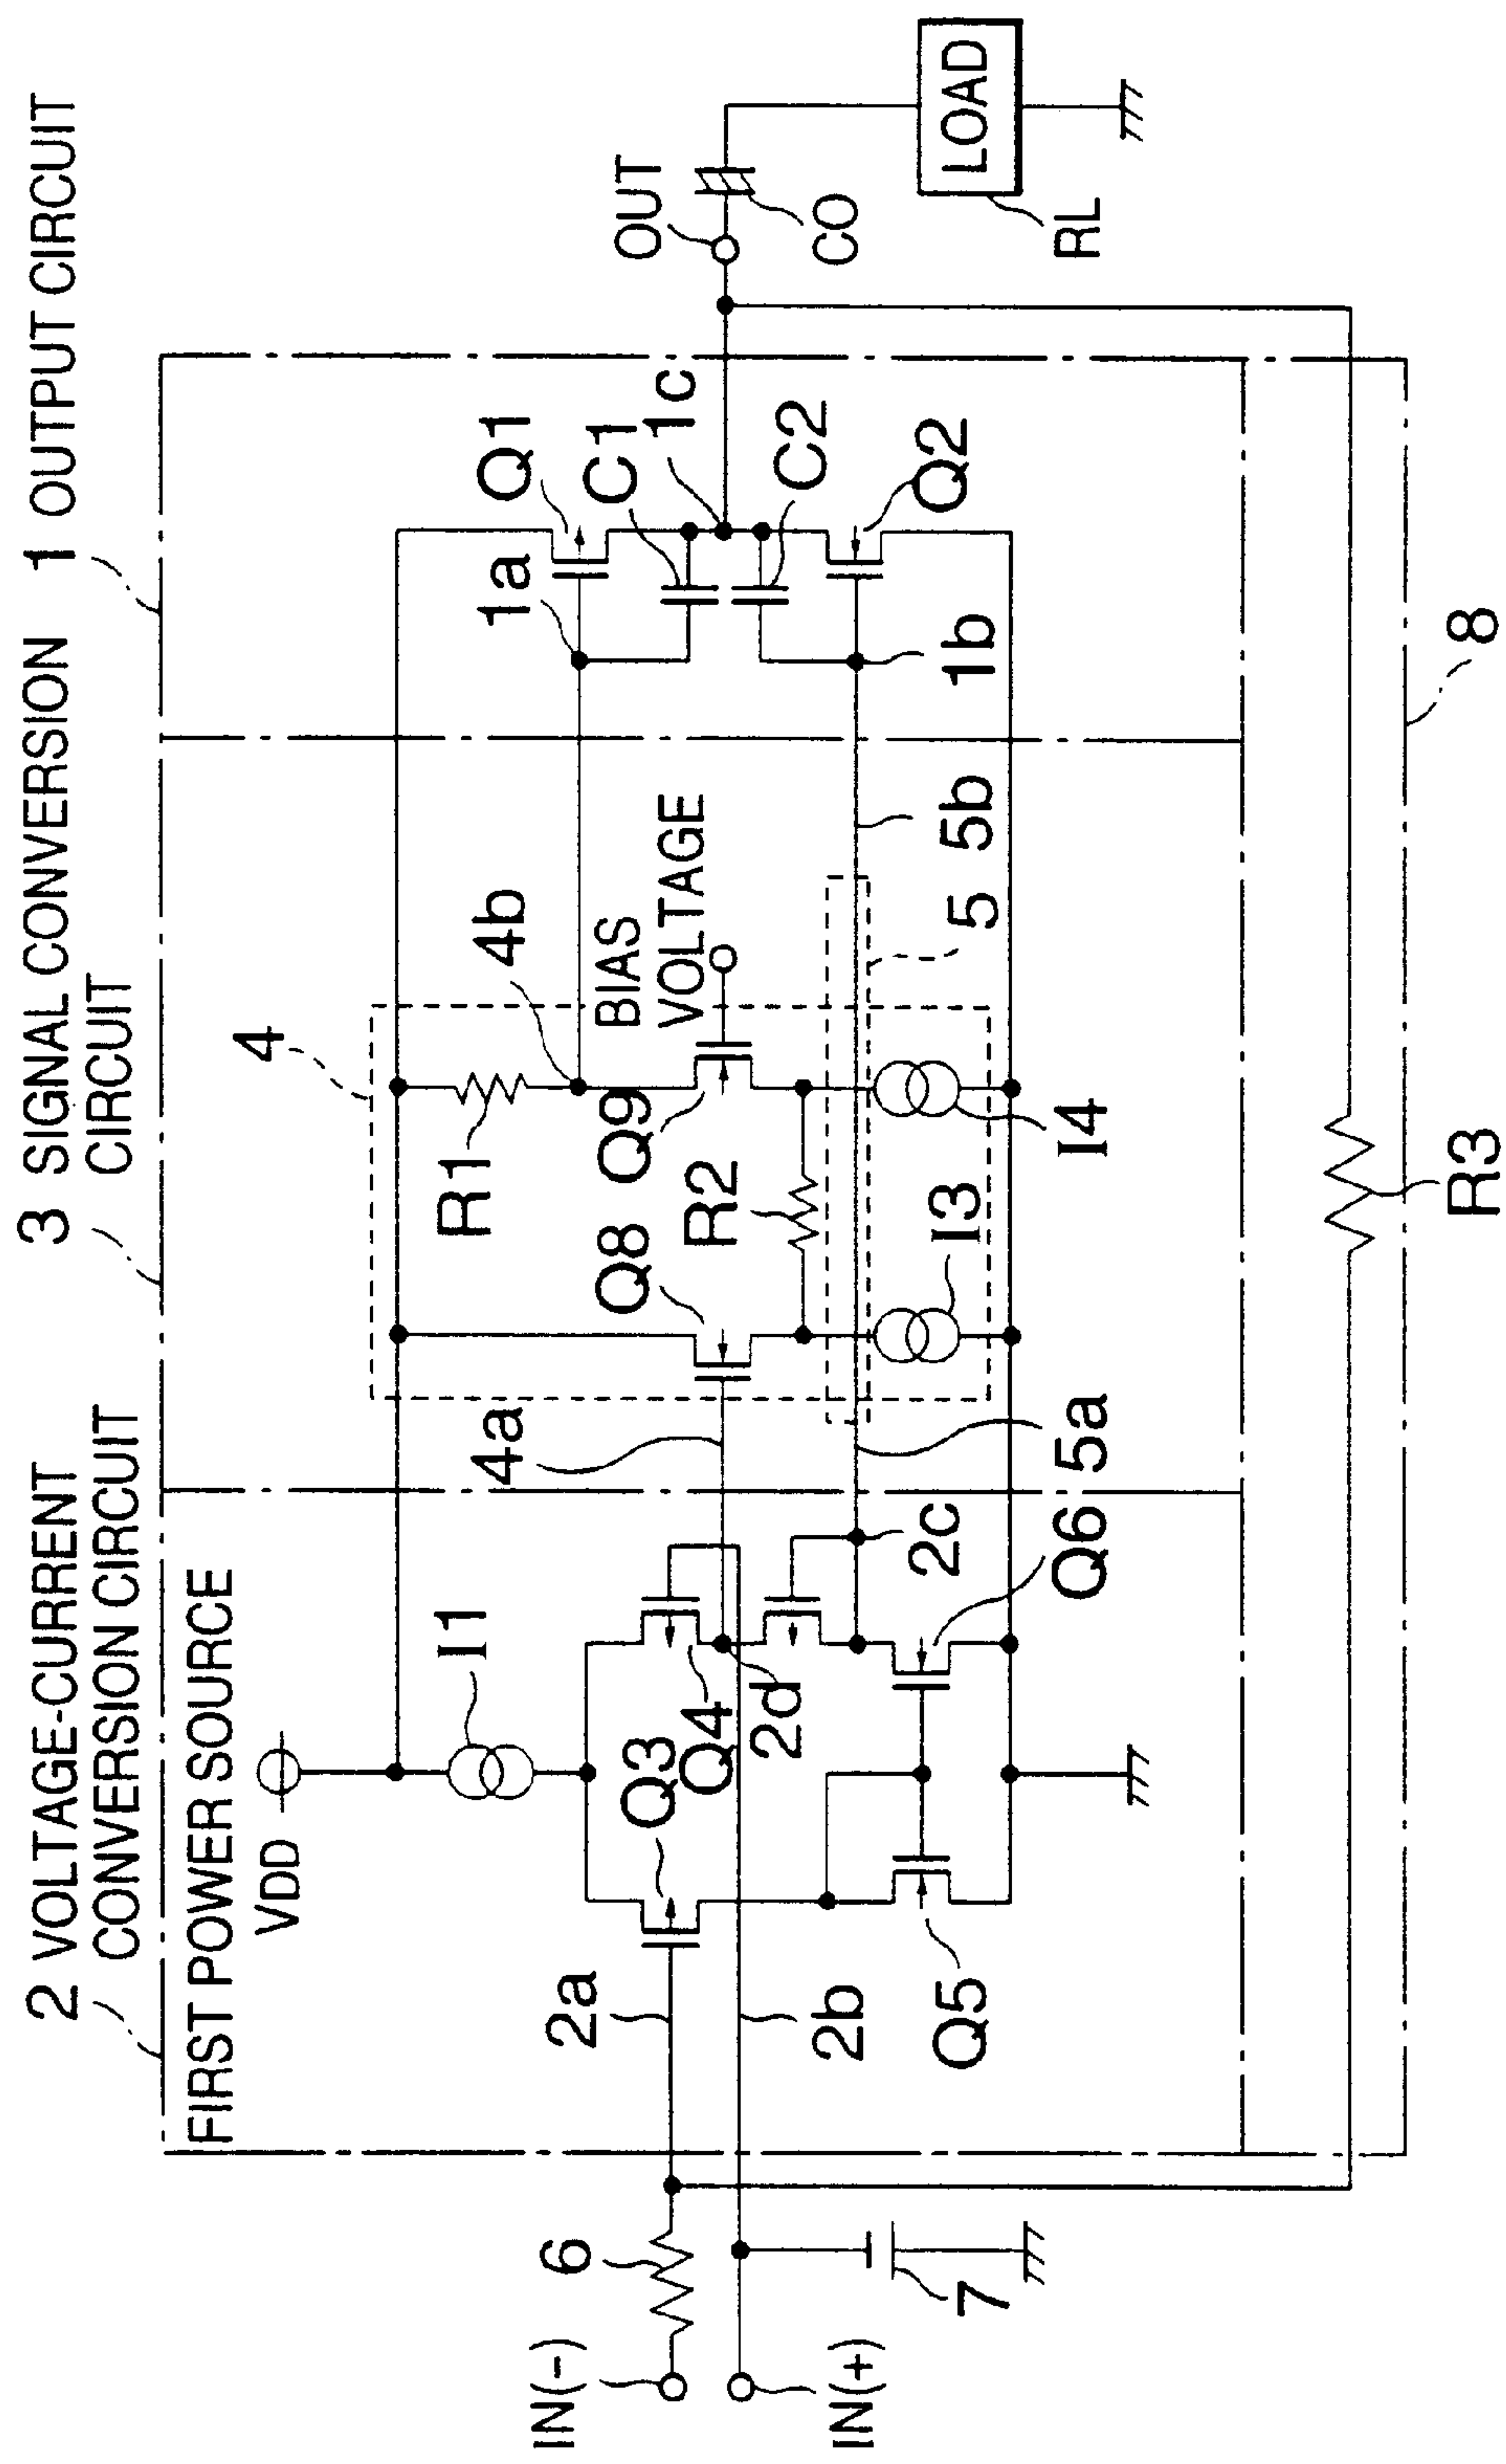 2 VOLTAGE-CURRENT
CONVERSION CIRCUIT
3 SIGNAL CONVERSION
CIRCUIT
1 OUTPUT CIRCUIT
FIRST POWER SOURCE
VDD
4
I1
R1
4b
1a
Q1
OUT
4a
Q8
Q9
BIAS
VOLTAGE
C1
1c
IN(-)
6
2a
Q3
Q4
2d
R2
C2
CO
IN(+)
2b
Q5
2c
Q6
5a
I3
I4
5
5b
1b
Q2
LOAD
RL
7
R3
8